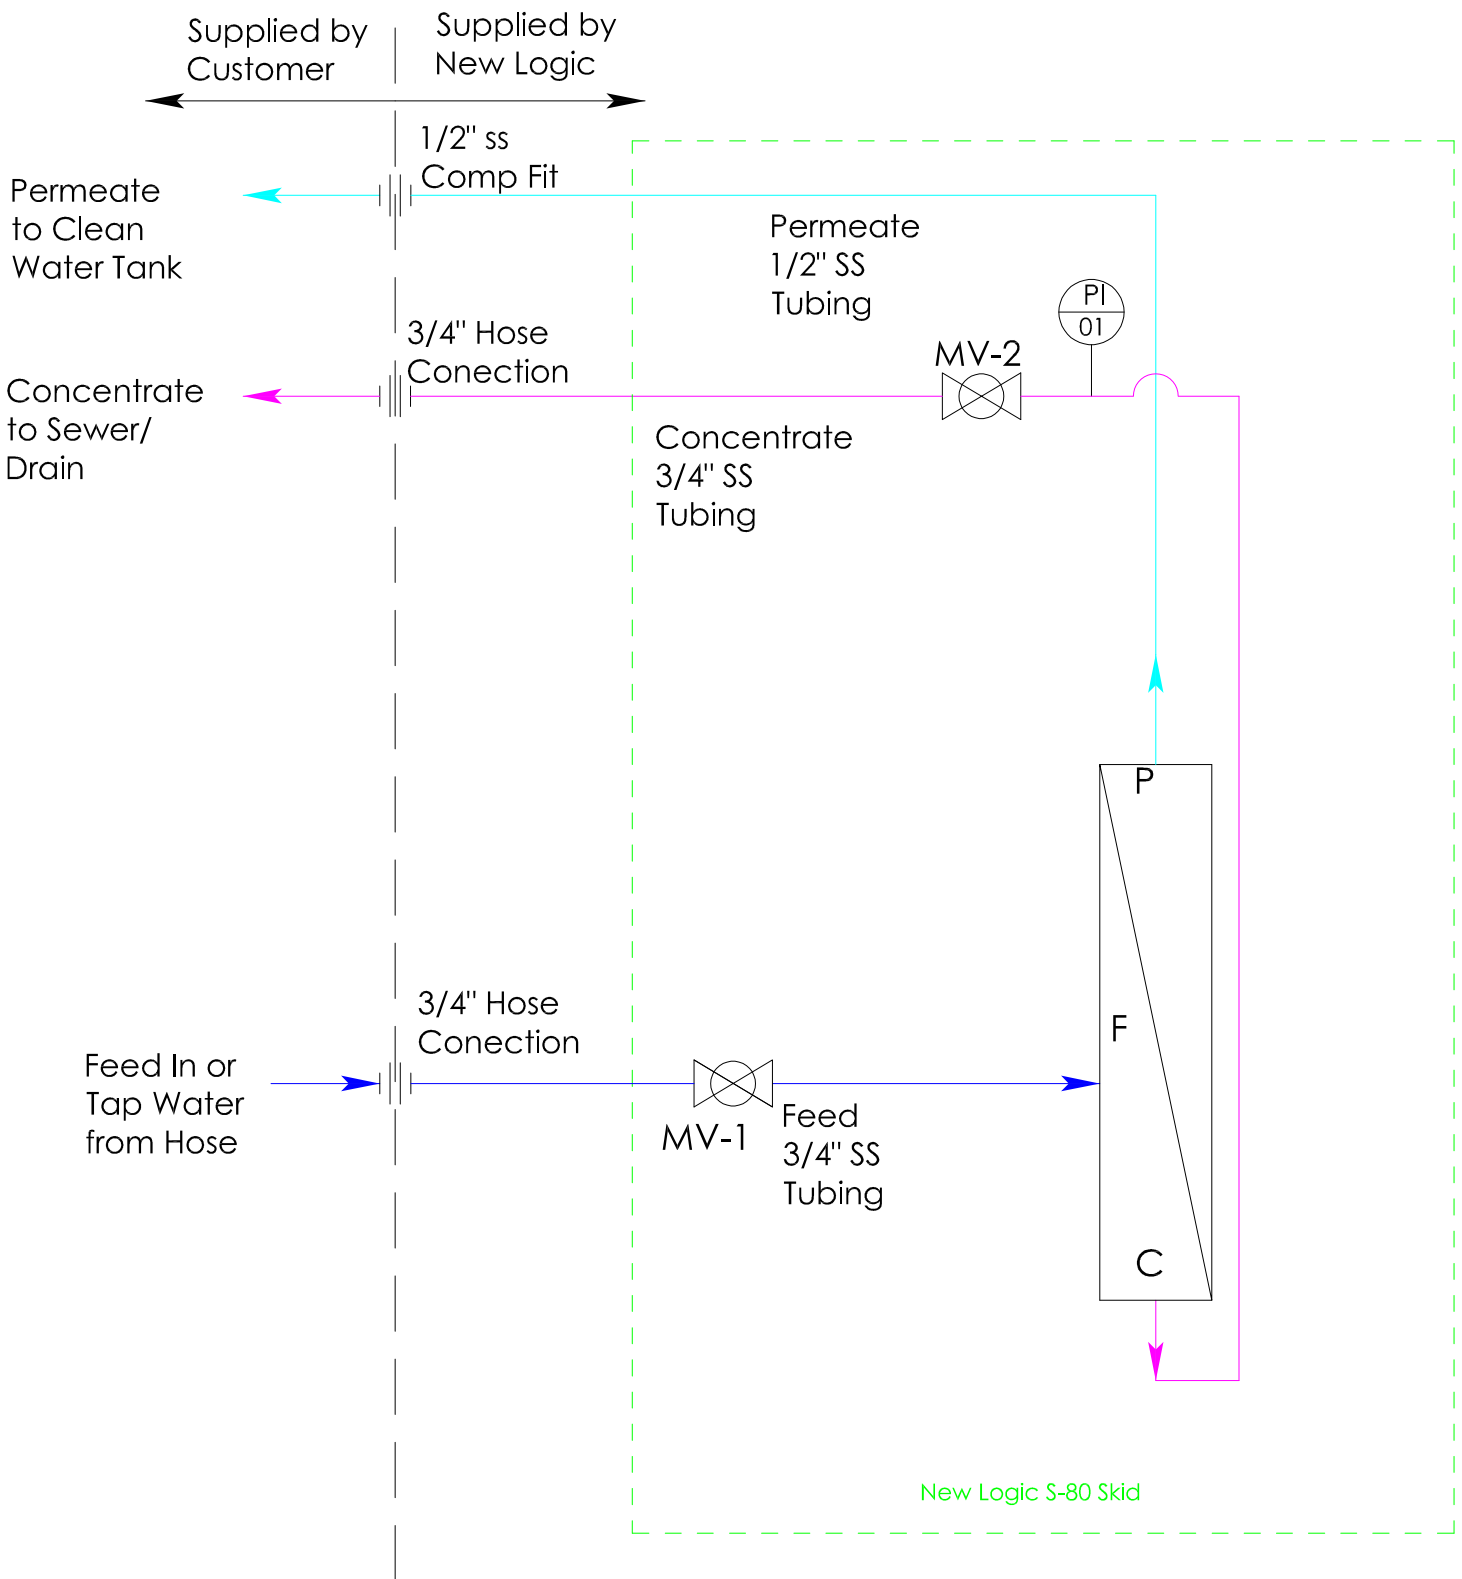 Supplied by
Customer
Supplied by
New Logic
1/2" ss
Comp Fit
Permeate
to Clean
Water Tank
Permeate
1/2" SS
Tubing
PI
01
3/4" Hose
Conection
MV-2
Concentrate
to Sewer/
Drain
Concentrate
3/4" SS
Tubing
P
F
C
3/4" Hose
Conection
Feed In or
Tap Water
from Hose
MV-1
Feed
3/4" SS
Tubing
New Logic S-80 Skid